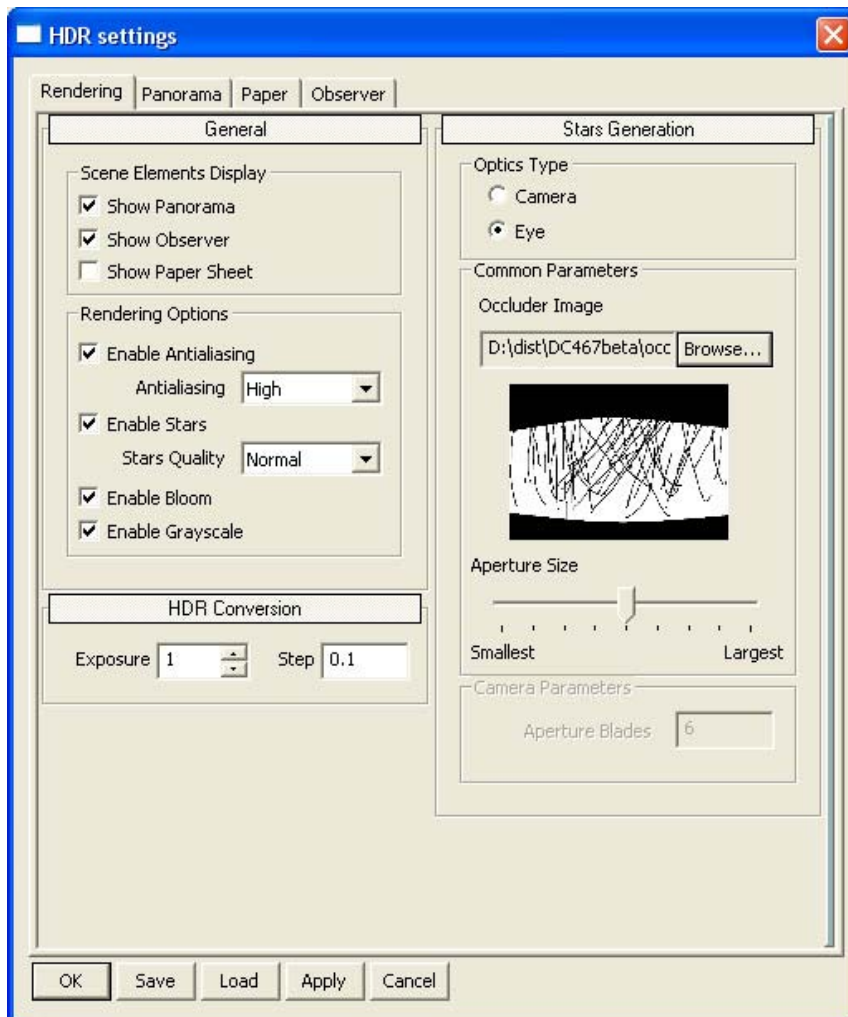 HDR settings
Rendering
Panorama
Paper
Observer
General
Scene Elements Display
Show Panorama
Show Observer
Show Paper Sheet
Rendering Options
Enable Antialiasing
Antialiasing High
Enable Stars
Stars Quality Normal
Enable Bloom
Enable Grayscale
HDR Conversion
Exposure 1 Step 0.1
Stars Generation
Optics Type
Camera
Eye
Common Parameters
Occluder Image
D:\dist\DC467beta\occ Browse...
Aperture Size
Smallest Largest
Camera Parameters
Aperture Blades 6
OK Save Load Apply Cancel